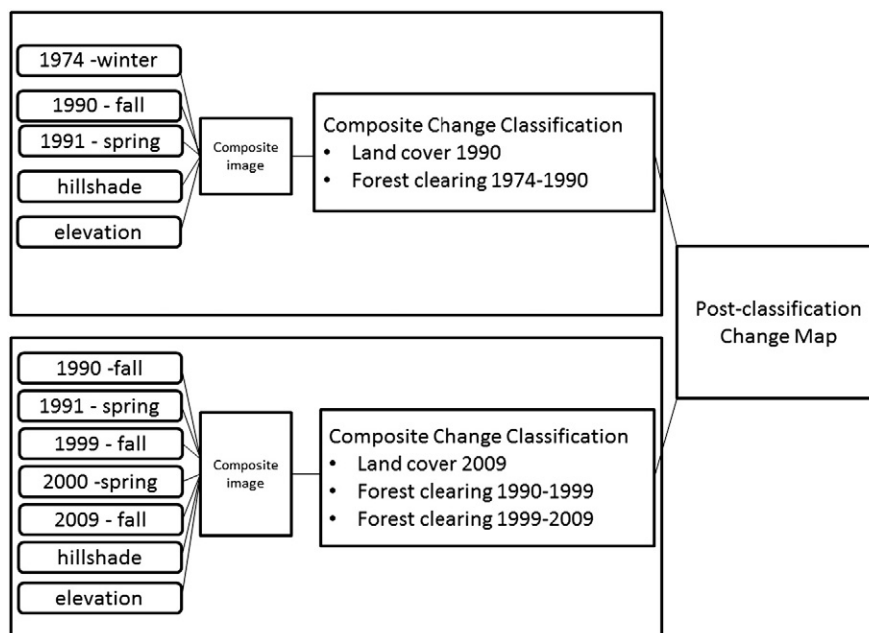 1974 -winter
1990 - fall
1991 - spring
hillshade
elevation
Composite
image
Composite Change Classification
• Land cover 1990
• Forest clearing 1974-1990
1990 -fall
1991 - spring
1999 - fall
2000 -spring
2009 - fall
hillshade
elevation
Composite
image
Composite Change Classification
• Land cover 2009
• Forest clearing 1990-1999
• Forest clearing 1999-2009
Post-classification
Change Map